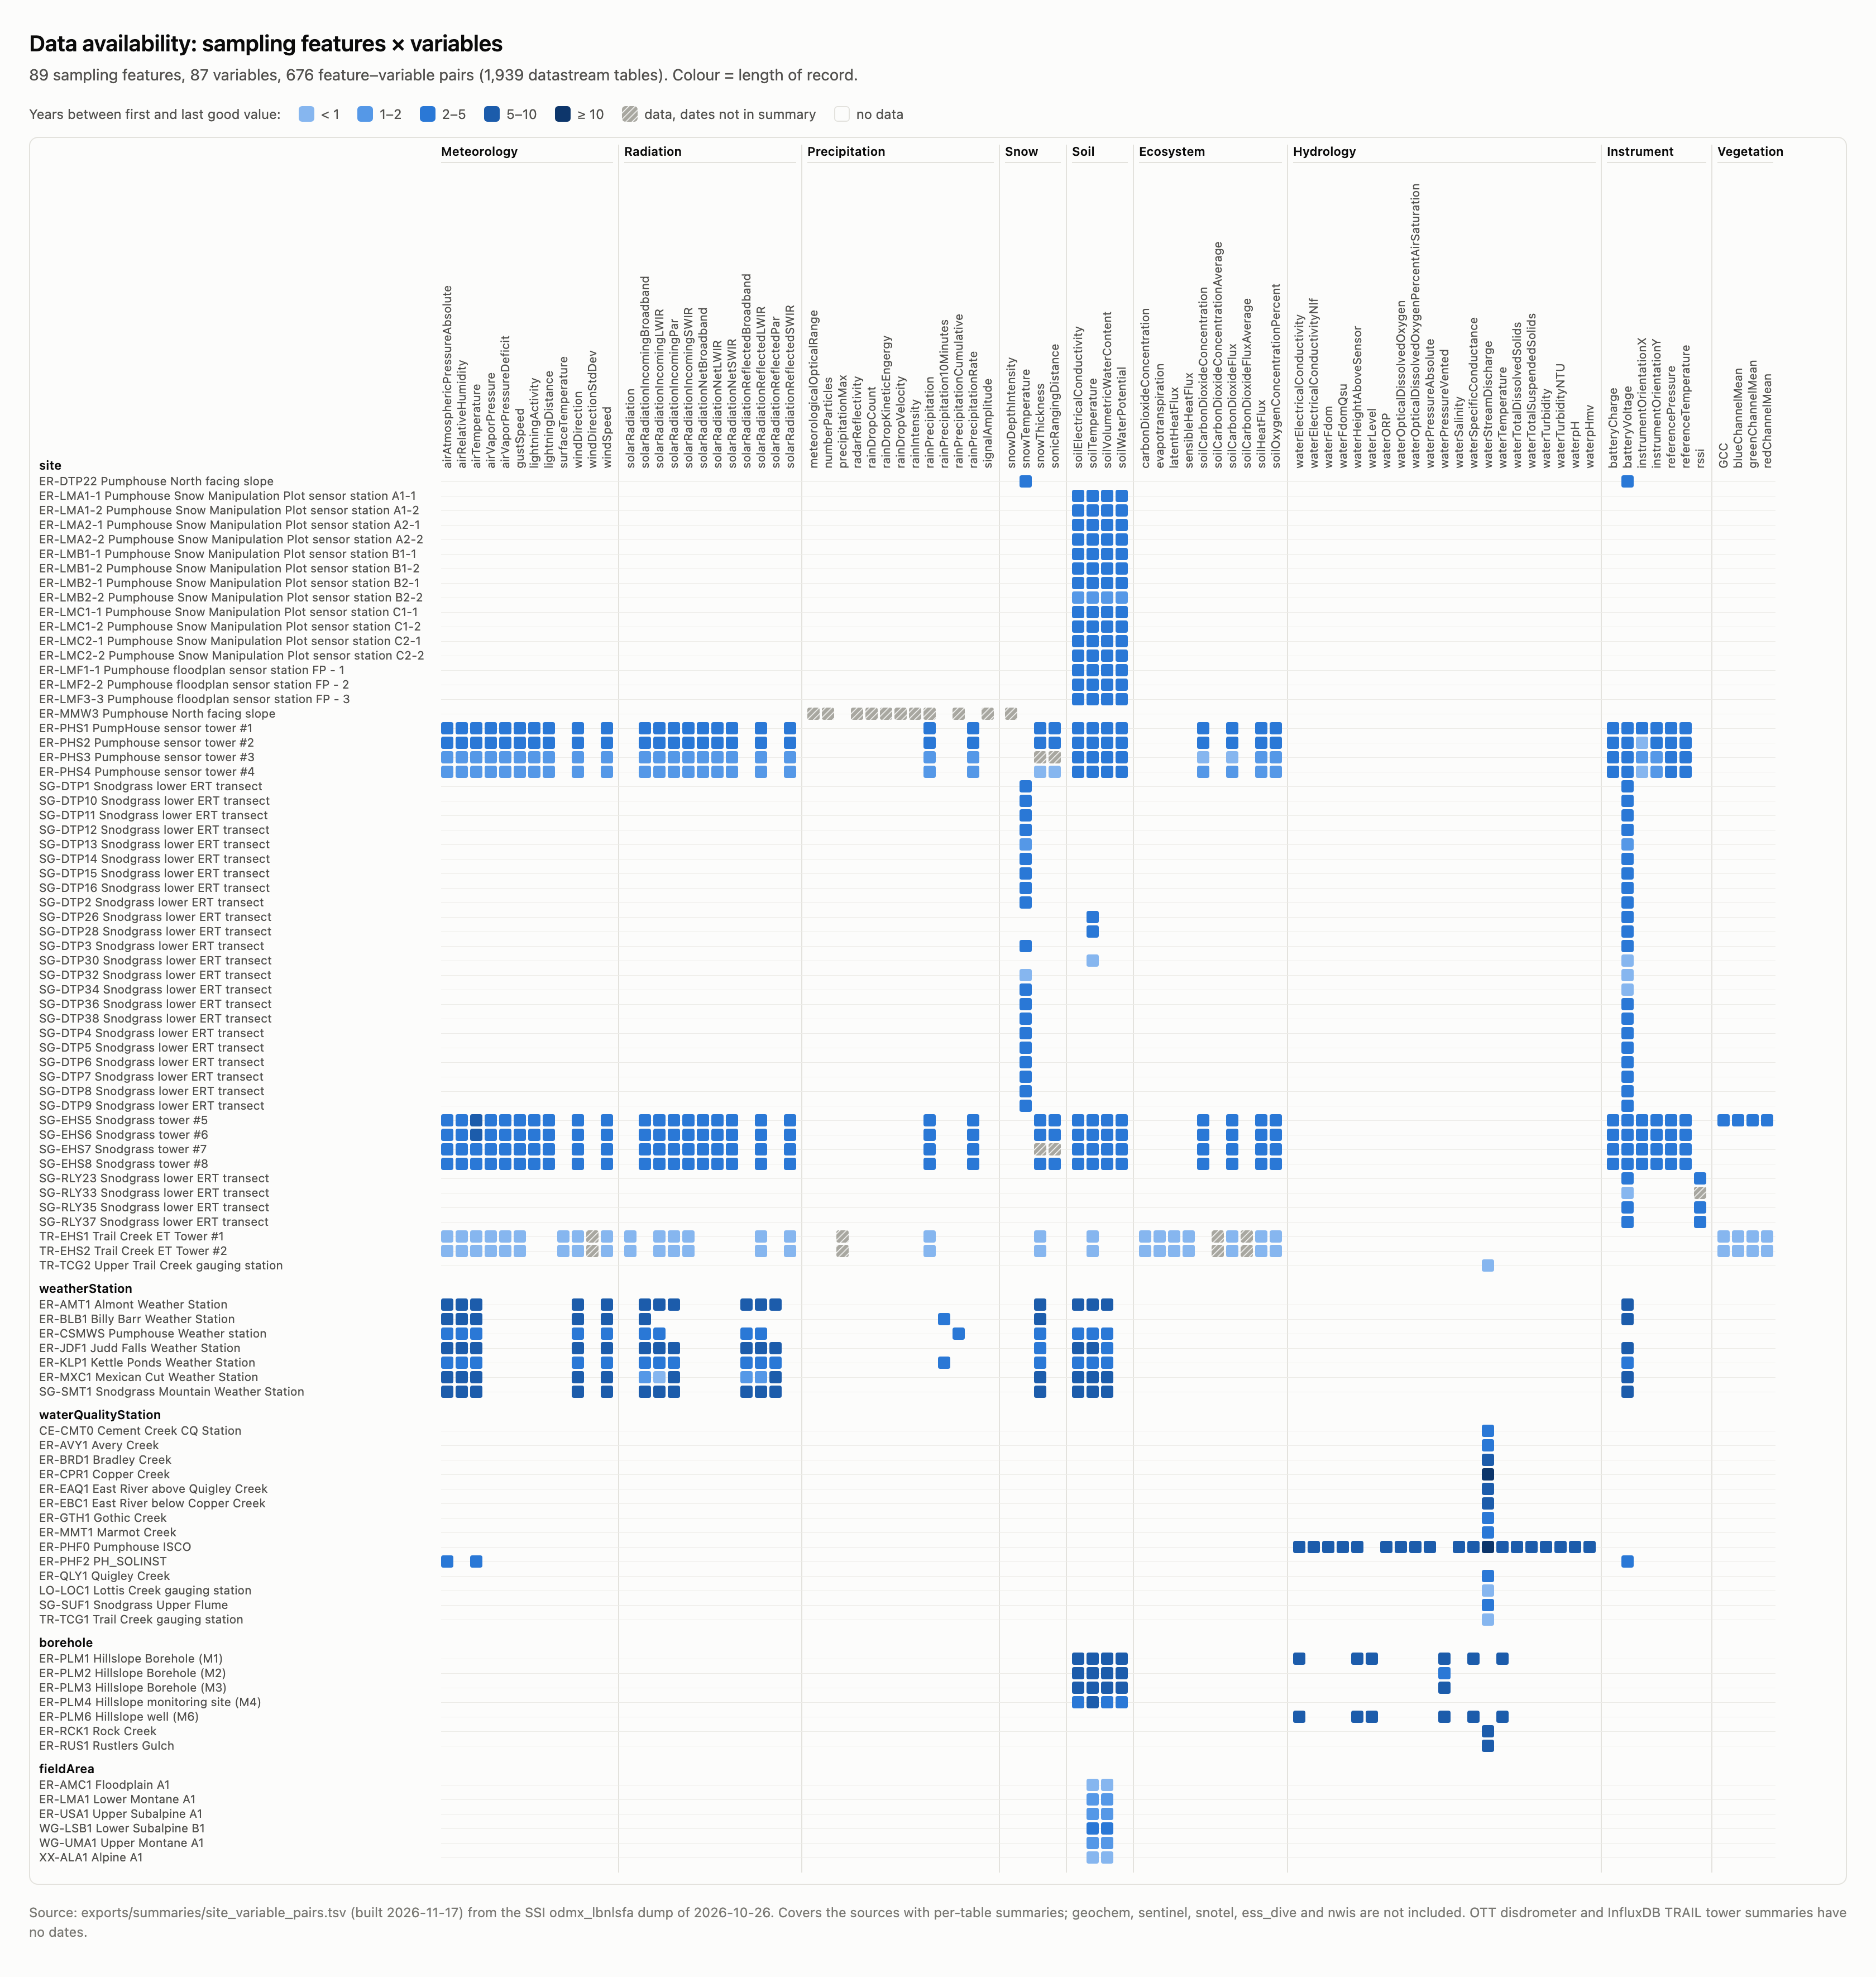 Data availability: sampling features × variables
89 sampling features, 87 variables, 676 feature–variable pairs (1,939 datastream tables). Colour = length of record.
Years between first and last good value: < 1 1–2 2–5 5–10 ≥ 10 data, dates not in summary no data
Meteorology Radiation Precipitation Snow Soil Ecosystem Hydrology Instrument Vegetation
airAtmosphericPressureAbsolute
airRelativeHumidity
airTemperature
airVaporPressure
airVaporPressureDeficit
gustSpeed
lightningActivity
lightningDistance
surfaceTemperature
windDirection
windDirectionStdDev
windSpeed
solarRadiation
solarRadiationIncomingBroadband
solarRadiationIncomingLWIR
solarRadiationIncomingPar
solarRadiationIncomingSWIR
solarRadiationNetBroadband
solarRadiationNetLWIR
solarRadiationNetSWIR
solarRadiationReflectedBroadband
solarRadiationReflectedLWIR
solarRadiationReflectedPar
solarRadiationReflectedSWIR
meteorologicalOpticalRange
numberParticles
precipitationMax
radarReflectivity
rainDropCount
rainDropKineticEngergy
rainDropVelocity
rainIntensity
rainPrecipitation
rainPrecipitation10Minutes
rainPrecipitationCumulative
rainPrecipitationRate
signalAmplitude
snowDepthIntensity
snowTemperature
snowThickness
sonicRangingDistance
soilElectricalConductivity
soilTemperature
soilVolumetricWaterContent
soilWaterPotential
carbonDioxideConcentration
evapotranspiration
latentHeatFlux
sensibleHeatFlux
soilCarbonDioxideConcentration
soilCarbonDioxideConcentrationAverage
soilCarbonDioxideFlux
soilCarbonDioxideFluxAverage
soilHeatFlux
soilOxygenConcentrationPercent
waterElectricalConductivity
waterElectricalConductivityNlf
waterFdom
waterFdomQsu
waterHeightAboveSensor
waterLevel
waterORP
waterOpticalDissolvedOxygen
waterOpticalDissolvedOxygenPercentAirSaturation
waterPressureAbsolute
waterPressureVented
waterSalinity
waterSpecificConductance
waterStreamDischarge
waterTemperature
waterTotalDissolvedSolids
waterTotalSuspendedSolids
waterTurbidity
waterTurbidityNTU
waterpH
waterpHmv
batteryCharge
batteryVoltage
instrumentOrientationX
instrumentOrientationY
referencePressure
referenceTemperature
rssi
GCC
blueChannelMean
greenChannelMean
redChannelMean
site
ER-DTP22 Pumphouse North facing slope
ER-LMA1-1 Pumphouse Snow Manipulation Plot sensor station A1-1
ER-LMA1-2 Pumphouse Snow Manipulation Plot sensor station A1-2
ER-LMA2-1 Pumphouse Snow Manipulation Plot sensor station A2-1
ER-LMA2-2 Pumphouse Snow Manipulation Plot sensor station A2-2
ER-LMB1-1 Pumphouse Snow Manipulation Plot sensor station B1-1
ER-LMB1-2 Pumphouse Snow Manipulation Plot sensor station B1-2
ER-LMB2-1 Pumphouse Snow Manipulation Plot sensor station B2-1
ER-LMB2-2 Pumphouse Snow Manipulation Plot sensor station B2-2
ER-LMC1-1 Pumphouse Snow Manipulation Plot sensor station C1-1
ER-LMC1-2 Pumphouse Snow Manipulation Plot sensor station C1-2
ER-LMC2-1 Pumphouse Snow Manipulation Plot sensor station C2-1
ER-LMC2-2 Pumphouse Snow Manipulation Plot sensor station C2-2
ER-LMF1-1 Pumphouse floodplan sensor station FP - 1
ER-LMF2-2 Pumphouse floodplan sensor station FP - 2
ER-LMF3-3 Pumphouse floodplan sensor station FP - 3
ER-MMW3 Pumphouse North facing slope
ER-PHS1 PumpHouse sensor tower #1
ER-PHS2 Pumphouse sensor tower #2
ER-PHS3 Pumphouse sensor tower #3
ER-PHS4 Pumphouse sensor tower #4
SG-DTP1 Snodgrass lower ERT transect
SG-DTP10 Snodgrass lower ERT transect
SG-DTP11 Snodgrass lower ERT transect
SG-DTP12 Snodgrass lower ERT transect
SG-DTP13 Snodgrass lower ERT transect
SG-DTP14 Snodgrass lower ERT transect
SG-DTP15 Snodgrass lower ERT transect
SG-DTP16 Snodgrass lower ERT transect
SG-DTP2 Snodgrass lower ERT transect
SG-DTP26 Snodgrass lower ERT transect
SG-DTP28 Snodgrass lower ERT transect
SG-DTP3 Snodgrass lower ERT transect
SG-DTP30 Snodgrass lower ERT transect
SG-DTP32 Snodgrass lower ERT transect
SG-DTP34 Snodgrass lower ERT transect
SG-DTP36 Snodgrass lower ERT transect
SG-DTP38 Snodgrass lower ERT transect
SG-DTP4 Snodgrass lower ERT transect
SG-DTP5 Snodgrass lower ERT transect
SG-DTP6 Snodgrass lower ERT transect
SG-DTP7 Snodgrass lower ERT transect
SG-DTP8 Snodgrass lower ERT transect
SG-DTP9 Snodgrass lower ERT transect
SG-EHS5 Snodgrass tower #5
SG-EHS6 Snodgrass tower #6
SG-EHS7 Snodgrass tower #7
SG-EHS8 Snodgrass tower #8
SG-RLY23 Snodgrass lower ERT transect
SG-RLY33 Snodgrass lower ERT transect
SG-RLY35 Snodgrass lower ERT transect
SG-RLY37 Snodgrass lower ERT transect
TR-EHS1 Trail Creek ET Tower #1
TR-EHS2 Trail Creek ET Tower #2
TR-TCG2 Upper Trail Creek gauging station
weatherStation
ER-AMT1 Almont Weather Station
ER-BLB1 Billy Barr Weather Station
ER-CSMWS Pumphouse Weather station
ER-JDF1 Judd Falls Weather Station
ER-KLP1 Kettle Ponds Weather Station
ER-MXC1 Mexican Cut Weather Station
SG-SMT1 Snodgrass Mountain Weather Station
waterQualityStation
CE-CMT0 Cement Creek CQ Station
ER-AVY1 Avery Creek
ER-BRD1 Bradley Creek
ER-CPR1 Copper Creek
ER-EAQ1 East River above Quigley Creek
ER-EBC1 East River below Copper Creek
ER-GTH1 Gothic Creek
ER-MMT1 Marmot Creek
ER-PHF0 Pumphouse ISCO
ER-PHF2 PH_SOLINST
ER-QLY1 Quigley Creek
LO-LOC1 Lottis Creek gauging station
SG-SUF1 Snodgrass Upper Flume
TR-TCG1 Trail Creek gauging station
borehole
ER-PLM1 Hillslope Borehole (M1)
ER-PLM2 Hillslope Borehole (M2)
ER-PLM3 Hillslope Borehole (M3)
ER-PLM4 Hillslope monitoring site (M4)
ER-PLM6 Hillslope well (M6)
ER-RCK1 Rock Creek
ER-RUS1 Rustlers Gulch
fieldArea
ER-AMC1 Floodplain A1
ER-LMA1 Lower Montane A1
ER-USA1 Upper Subalpine A1
WG-LSB1 Lower Subalpine B1
WG-UMA1 Upper Montane A1
XX-ALA1 Alpine A1
Source: exports/summaries/site_variable_pairs.tsv (built 2026-11-17) from the SSI odmx_lbnlsfa dump of 2026-10-26. Covers the sources with per-table summaries; geochem, sentinel, snotel, ess_dive and nwis are not included. OTT disdrometer and InfluxDB TRAIL tower summaries have
no dates.